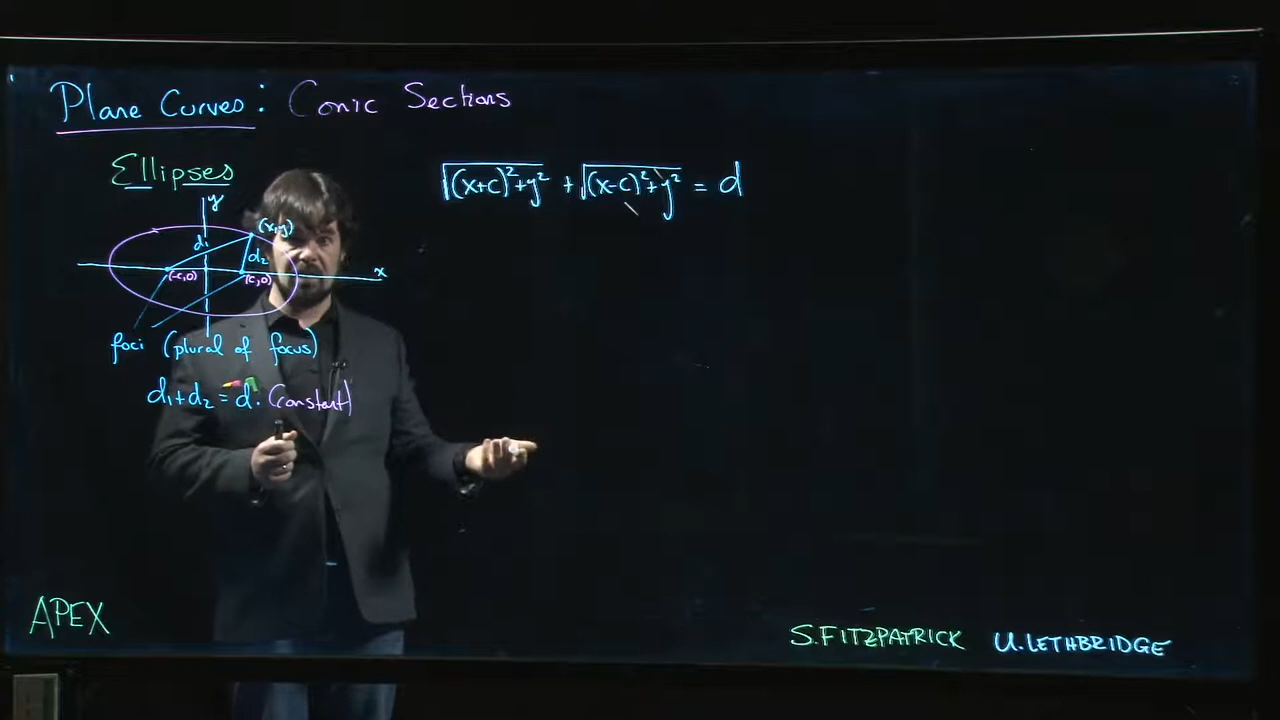 Plane Curves: Conic Sections
Ellipses
√(x+c)²+y² + √(x-c)²+y² = d
y
(x,y)
d₁
d₂
x
(-c,0)
(c,0)
foci (plural of focus)
d₁+d₂ = d. (constant)
APEX
S.FITZPATRICK U.LETHBRIDGE